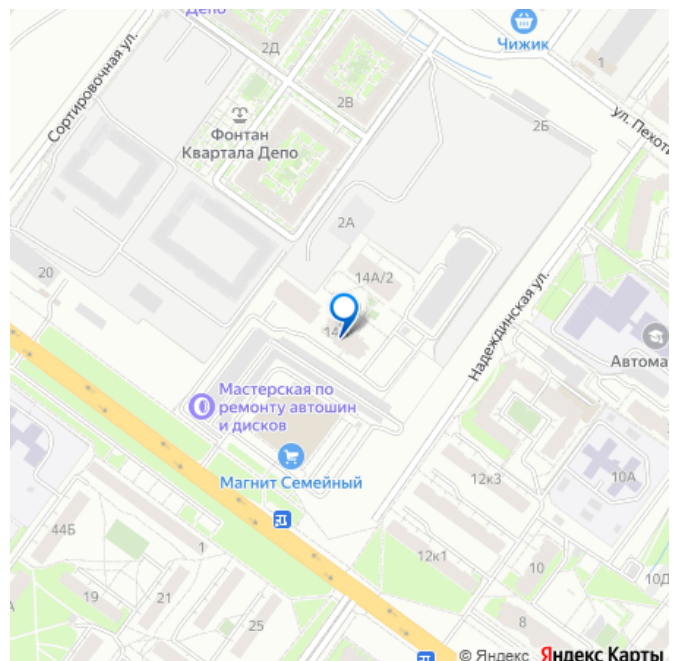 Депо
2Д
Чижик
1
Сортировочная ул.
2В
2Б
Фонтан
Квартала Депо
2А
20
14А/2
Надеждинская ул.
Автома
Мастерская по
ремонту автошин
и дисков
Магнит Семейный
12к3
10А
44Б
1
12к1
10
10Д
19
21
25
8
© Яндекс Яндекс Карты